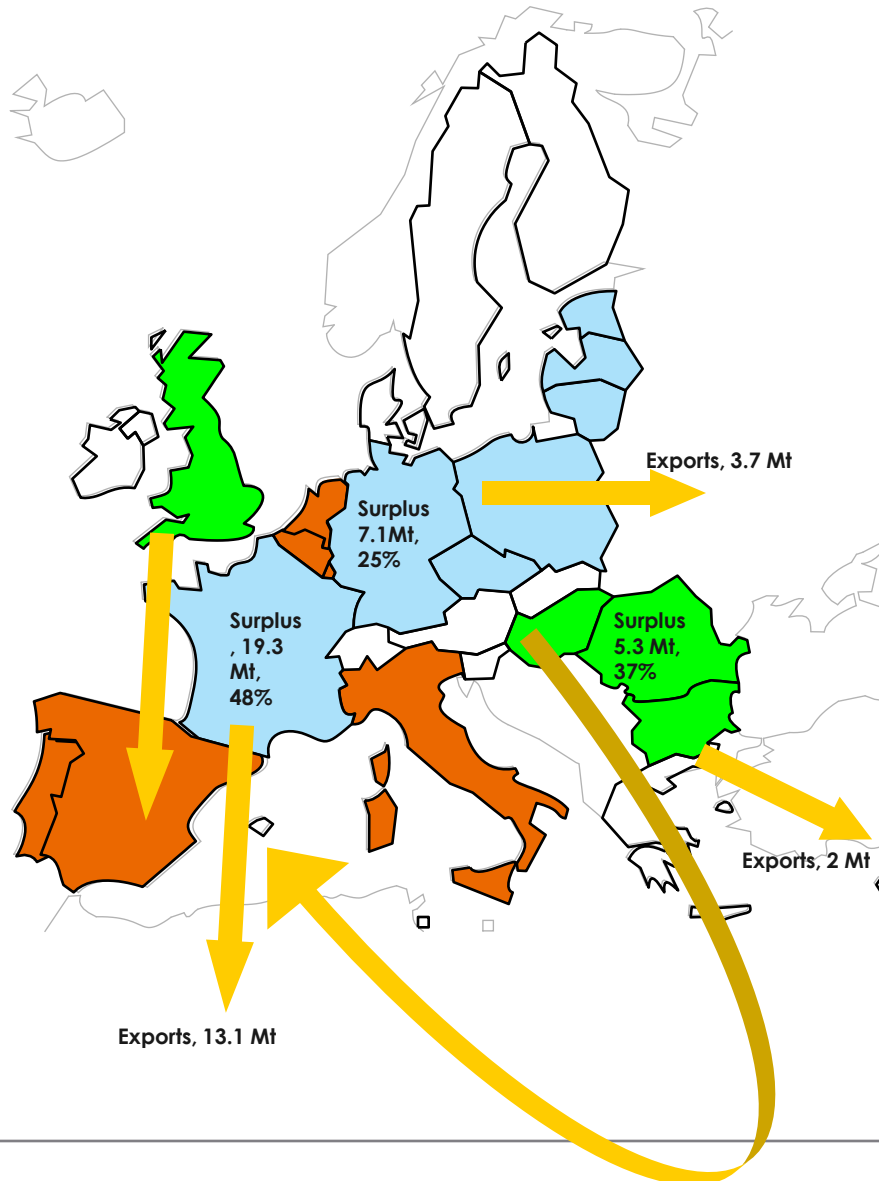 Exports, 3.7 Mt
Surplus
7.1Mt,
25%
Surplus
, 19.3
Mt,
48%
Surplus
5.3 Mt,
37%
Exports, 2 Mt
Exports, 13.1 Mt